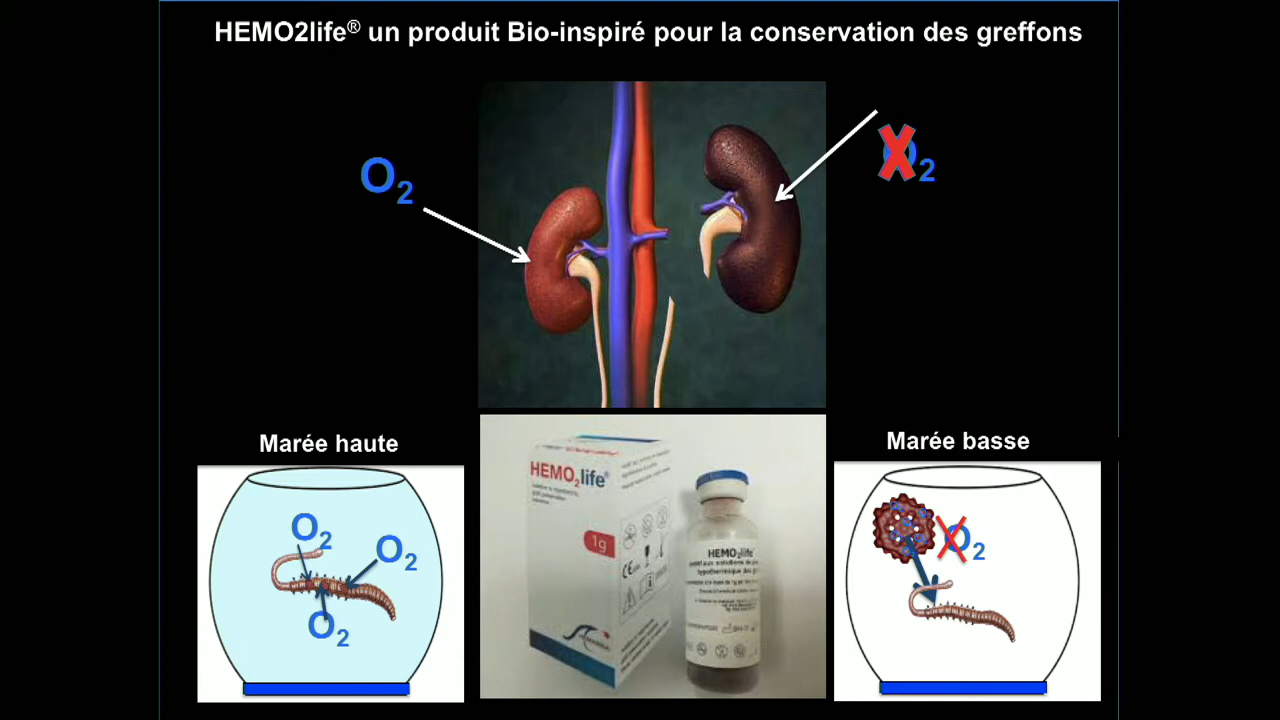 HEMO2life® un produit Bio-inspiré pour la conservation des greffons
O2
O2
Marée haute
Marée basse
O2
O2
O2
O2
HEMO2life®
1g
CE
HEMO2life®